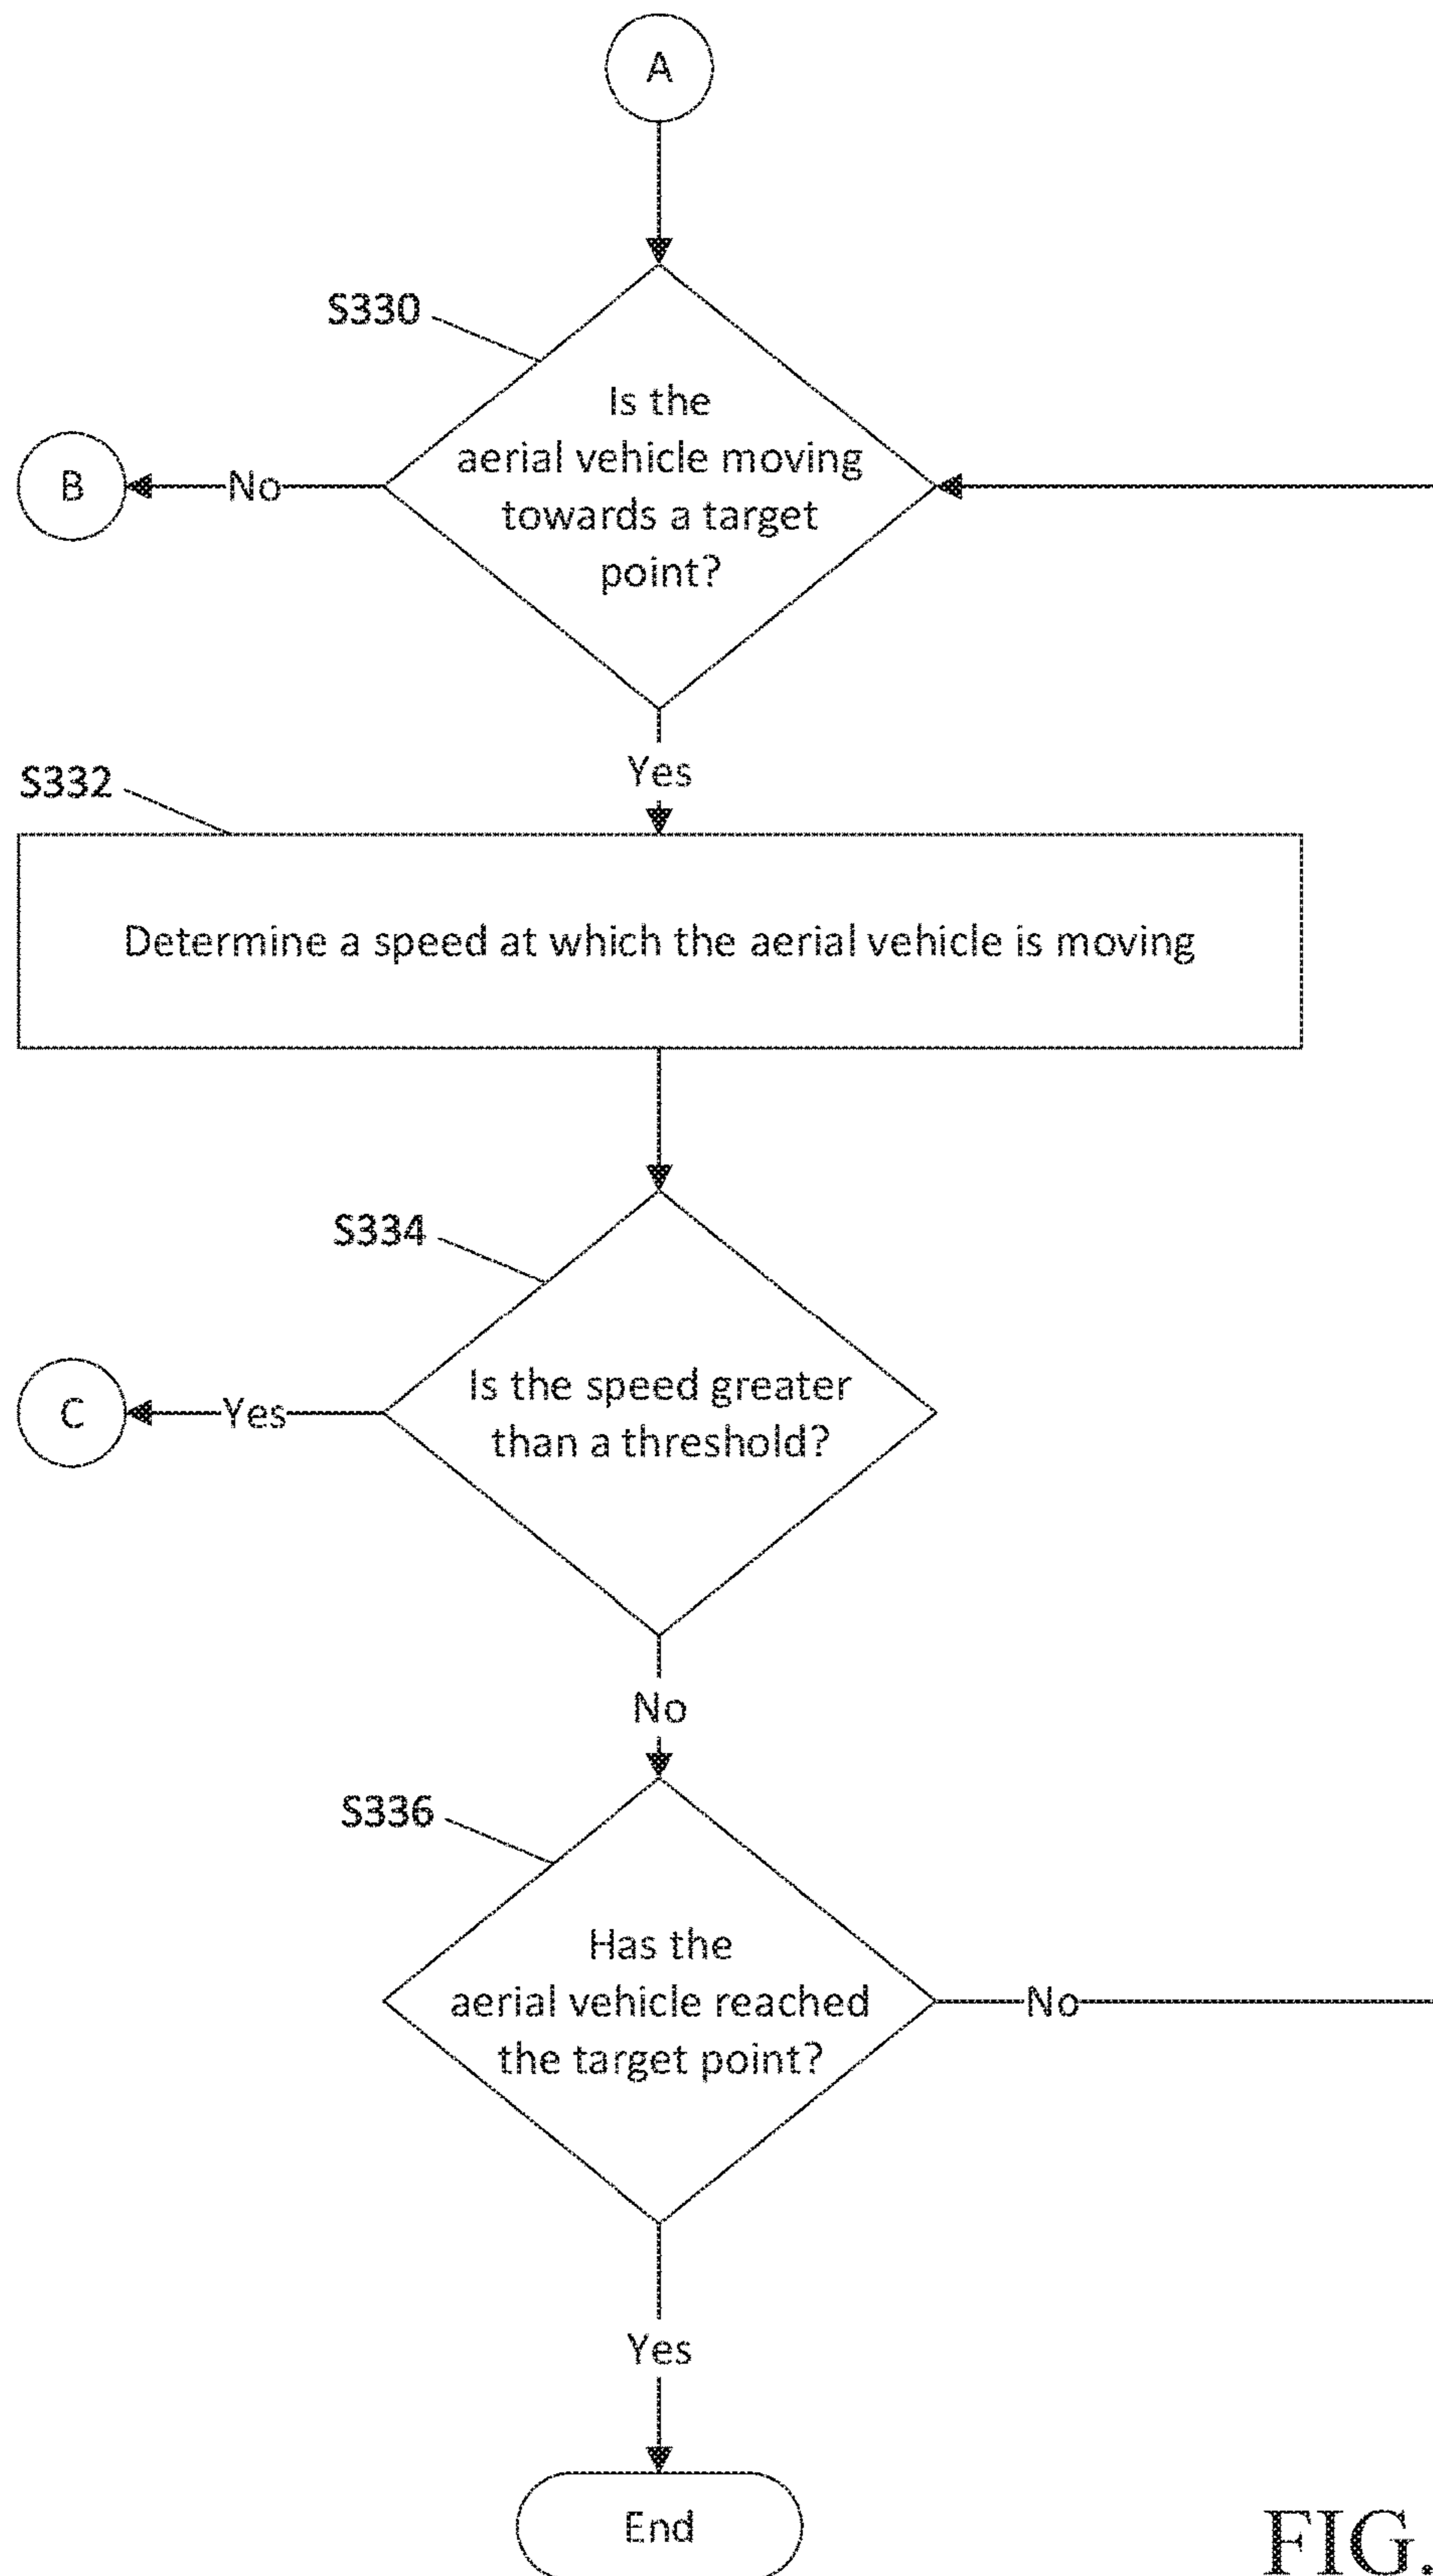 A
S330
Is the
aerial vehicle moving
towards a target
point?
No
B
Yes
S332
Determine a speed at which the aerial vehicle is moving
S334
Is the speed greater
than a threshold?
Yes
C
No
S336
Has the
aerial vehicle reached
the target point?
No
Yes
End
FIG.